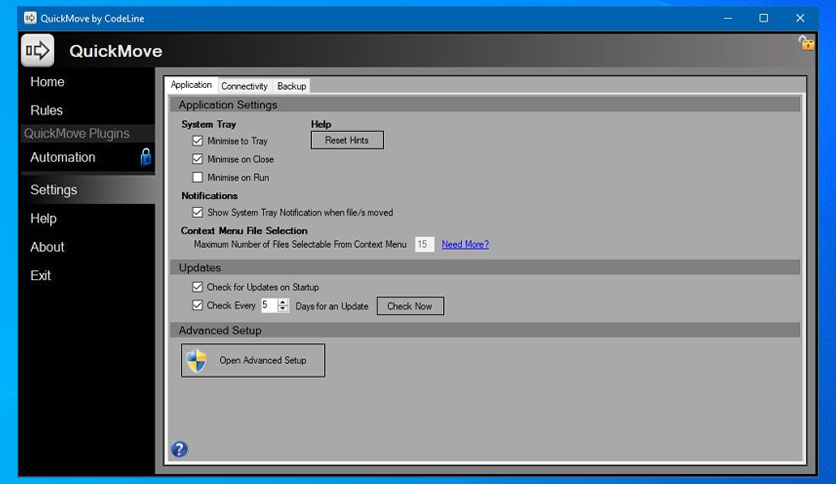 QuickMove by CodeLine
QuickMove
Home
Rules
QuickMove Plugins
Automation
Settings
Help
About
Exit
Application Connectivity Backup
Application Settings
System Tray Help
Minimise to Tray Reset Hints
Minimise on Close
Minimise on Run
Notifications
Show System Tray Notification when file/s moved
Context Menu File Selection
Maximum Number of Files Selectable From Context Menu 15 Need More?
Updates
Check for Updates on Startup
Check Every 5 Days for an Update Check Now
Advanced Setup
Open Advanced Setup
?